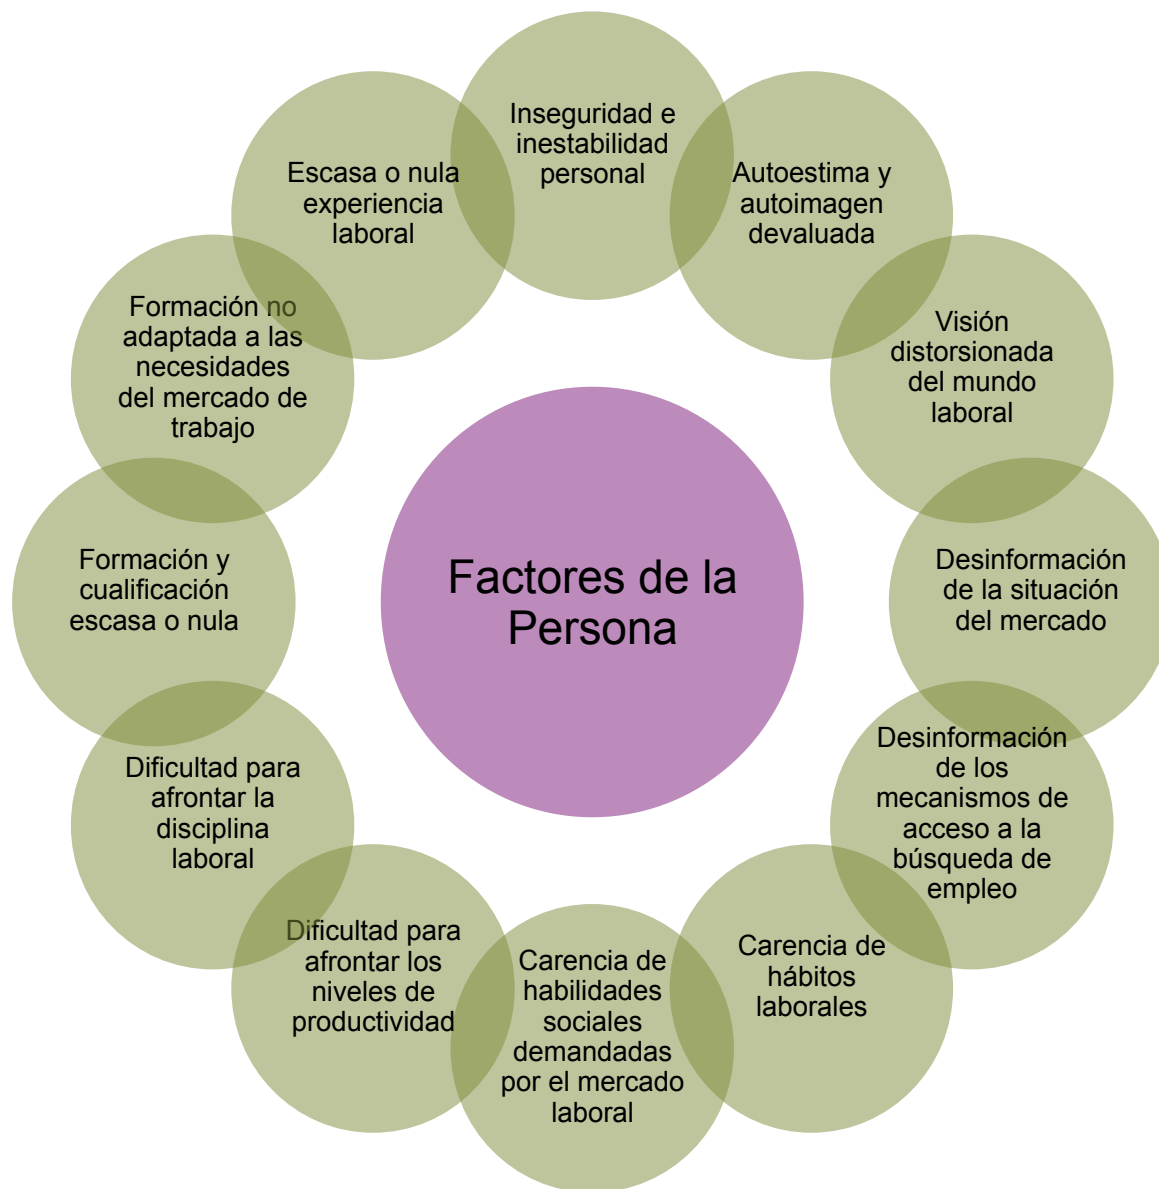 Inseguridad e
inestabilidad
personal
Autoestima y
autoimagen
devaluada
Visión
distorsionada
del mundo
laboral
Desinformación
de la situación
del mercado
Desinformación
de los
mecanismos de
acceso a la
búsqueda de
empleo
Carencia de
hábitos
laborales
Carencia de
habilidades
sociales
demandadas
por el mercado
laboral
Dificultad para
afrontar los
niveles de
productividad
Dificultad para
afrontar la
disciplina
laboral
Formación y
cualificación
escasa o nula
Formación no
adaptada a las
necesidades
del mercado de
trabajo
Escasa o nula
experiencia
laboral
Factores de la
Persona